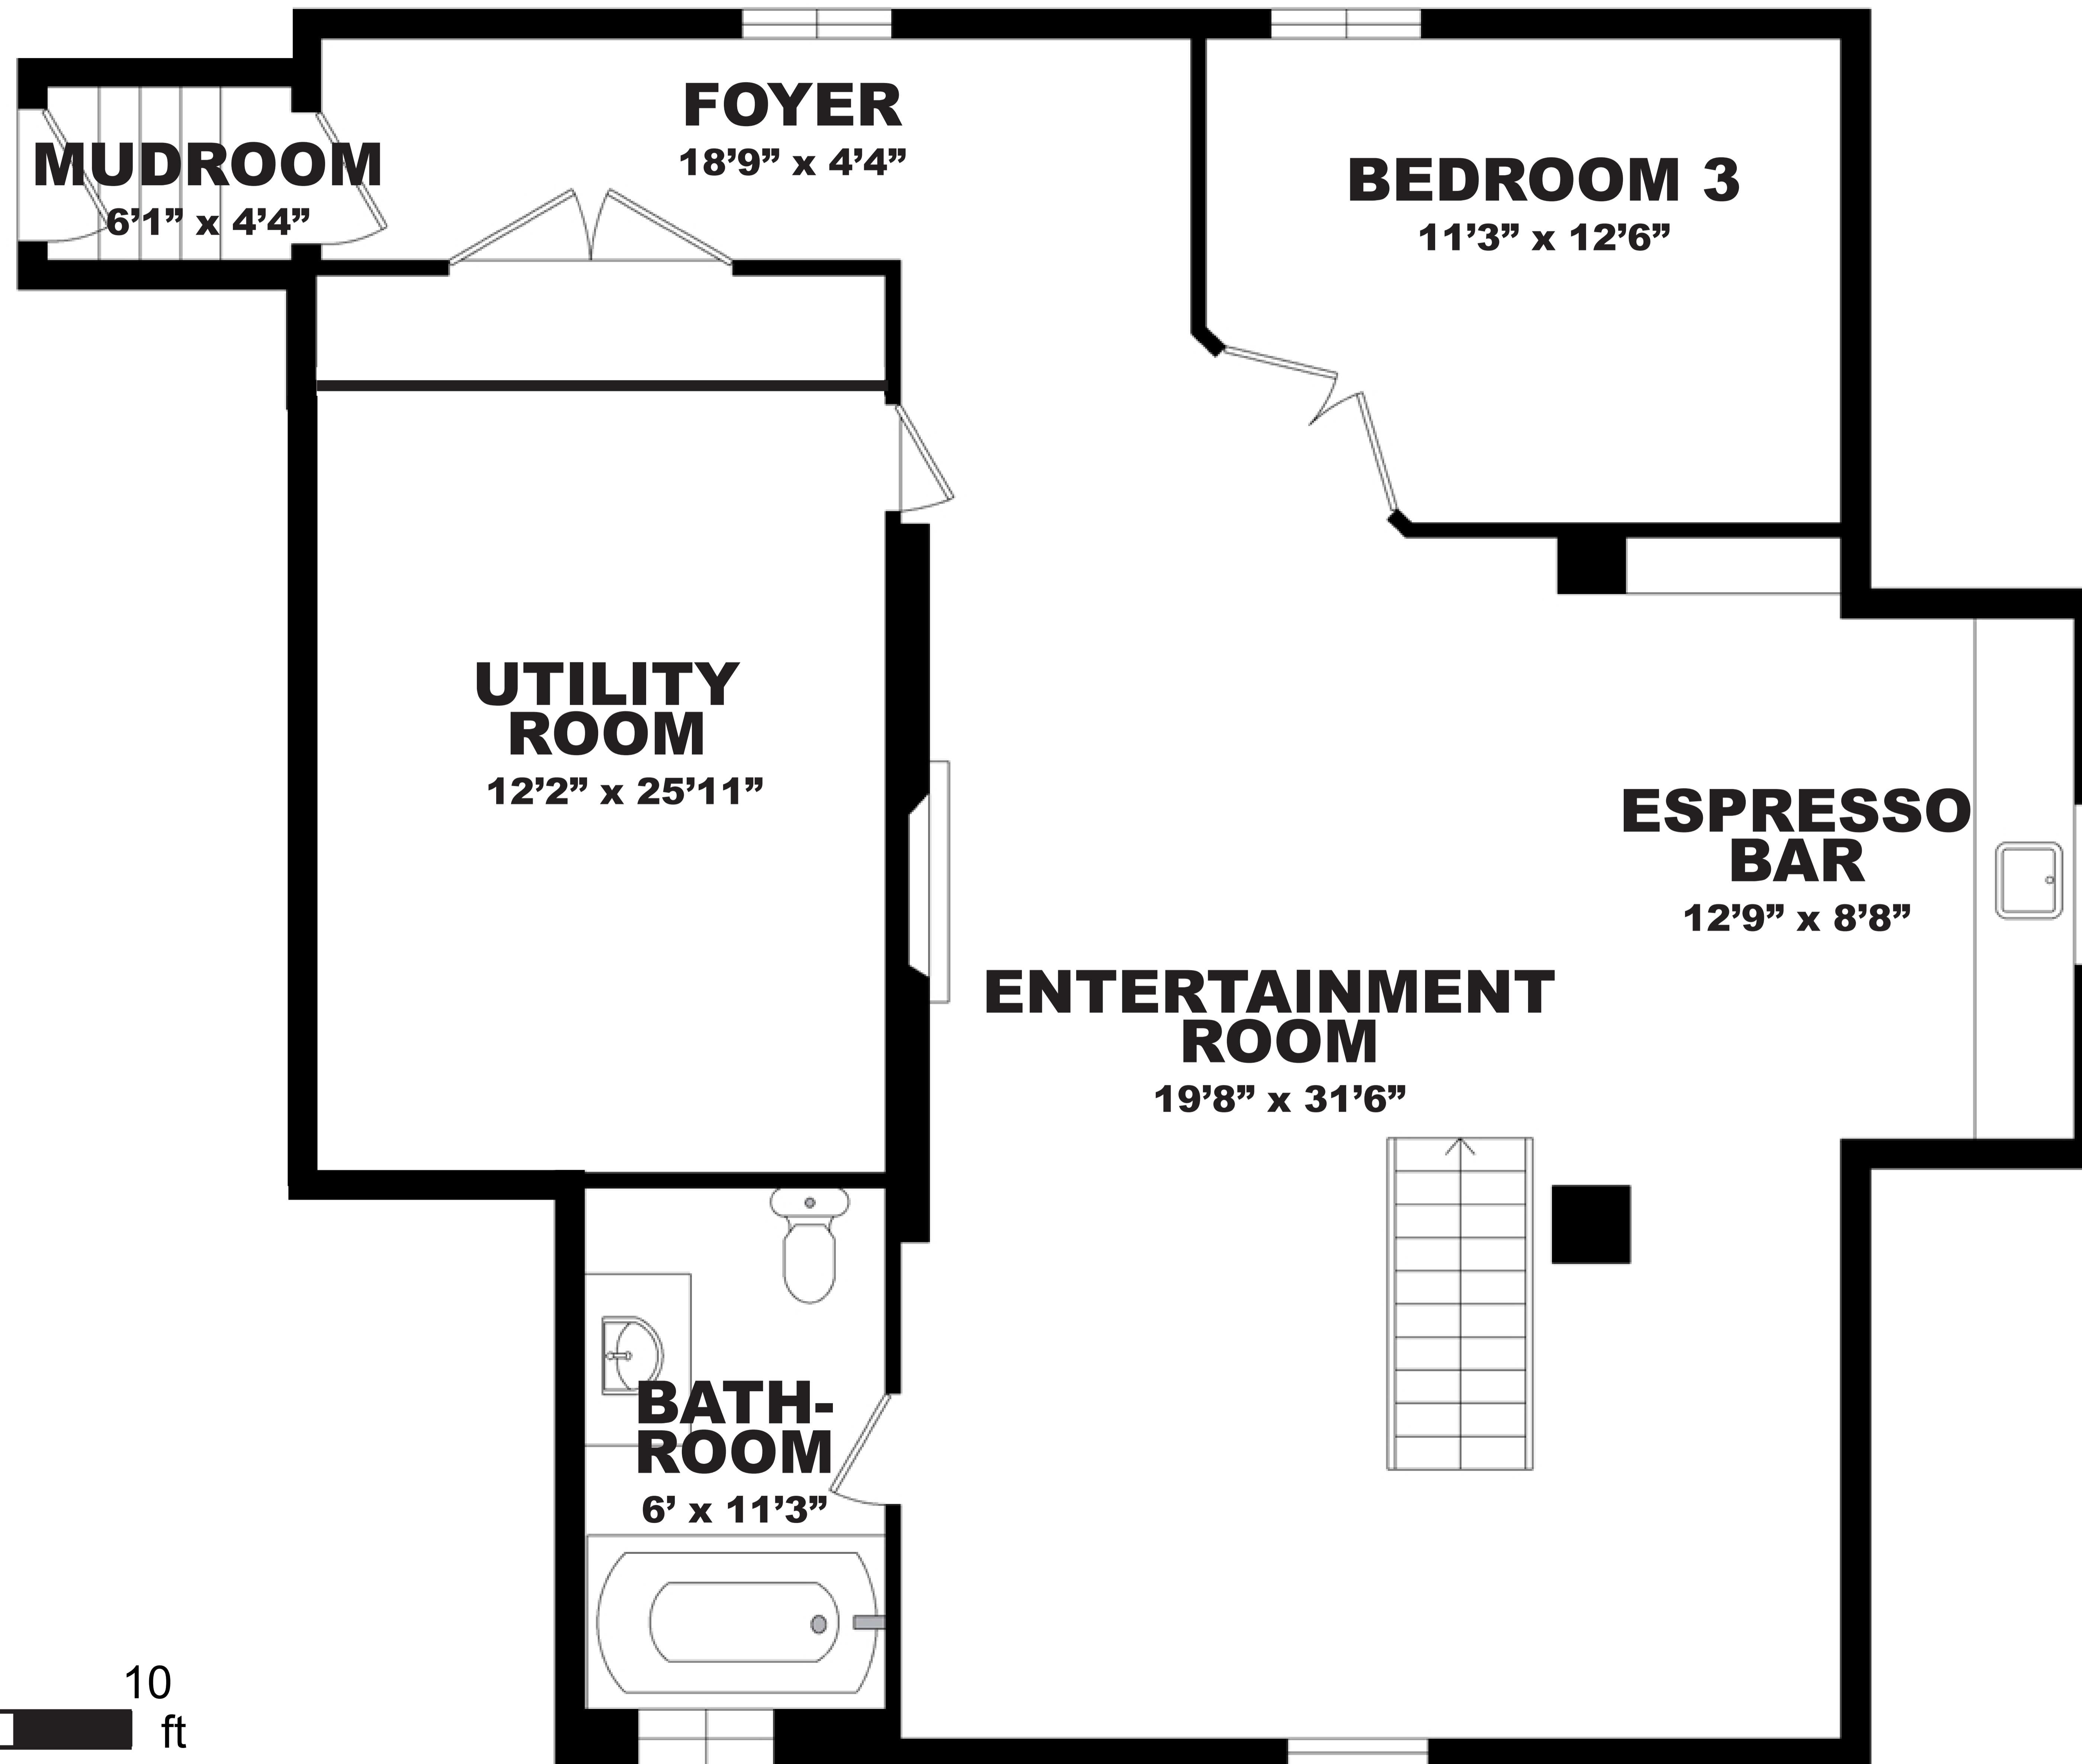 FOYER
18’9” x 4’4”
MUDROOM
6’1” x 4’4”
BEDROOM 3
11’3” x 12’6”
UTILITY
ROOM
12’2” x 25’11”
ESPRESSO
BAR
12’9” x 8’8”
ENTERTAINMENT
ROOM
19’8” x 31’6”
BATH-
ROOM
6’ x 11’3”
10
ft